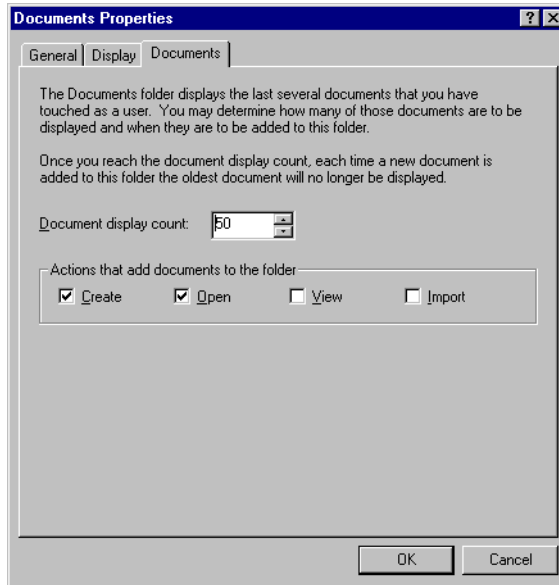 Documents Properties
General Display Documents
The Documents folder displays the last several documents that you have
touched as a user. You may determine how many of those documents are to be
displayed and when they are to be added to this folder.
Once you reach the document display count, each time a new document is
added to this folder the oldest document will no longer be displayed.
Document display count: 50
Actions that add documents to the folder
Create Open View Import
OK Cancel